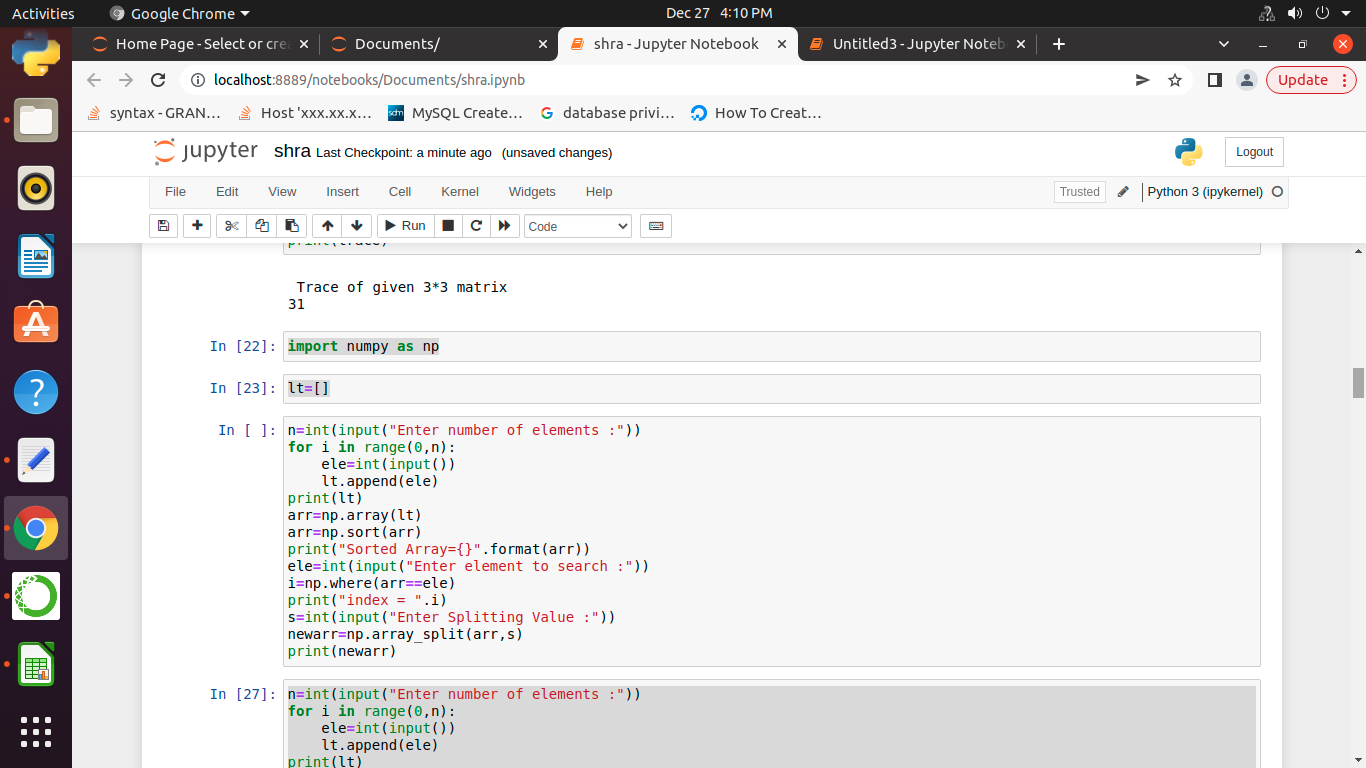 Activities
Google Chrome
Dec 27 4:10 PM
Home Page - Select or cre
Documents/
shra - Jupyter Notebook
Untitled3 - Jupyter Noteb
localhost:8889/notebooks/Documents/shra.ipynb
Update
syntax - GRAN...
Host 'xxx.xx.x...
sdm
MySQL Create...
G
database privi...
How To Creat...
jupyter
shra Last Checkpoint: a minute ago (unsaved changes)
Logout
File Edit View Insert Cell Kernel Widgets Help
Trusted
Python 3 (ipykernel)
Run
Code
print(trace)
Trace of given 3*3 matrix
31
In [22]: import numpy as np
In [23]: lt=[]
In [ ]: n=int(input("Enter number of elements :"))
for i in range(0,n):
    ele=int(input())
    lt.append(ele)
print(lt)
arr=np.array(lt)
arr=np.sort(arr)
print("Sorted Array={}".format(arr))
ele=int(input("Enter element to search :"))
i=np.where(arr==ele)
print("index = ".i)
s=int(input("Enter Splitting Value :"))
newarr=np.array_split(arr,s)
print(newarr)
In [27]: n=int(input("Enter number of elements :"))
for i in range(0,n):
    ele=int(input())
    lt.append(ele)
print(lt)